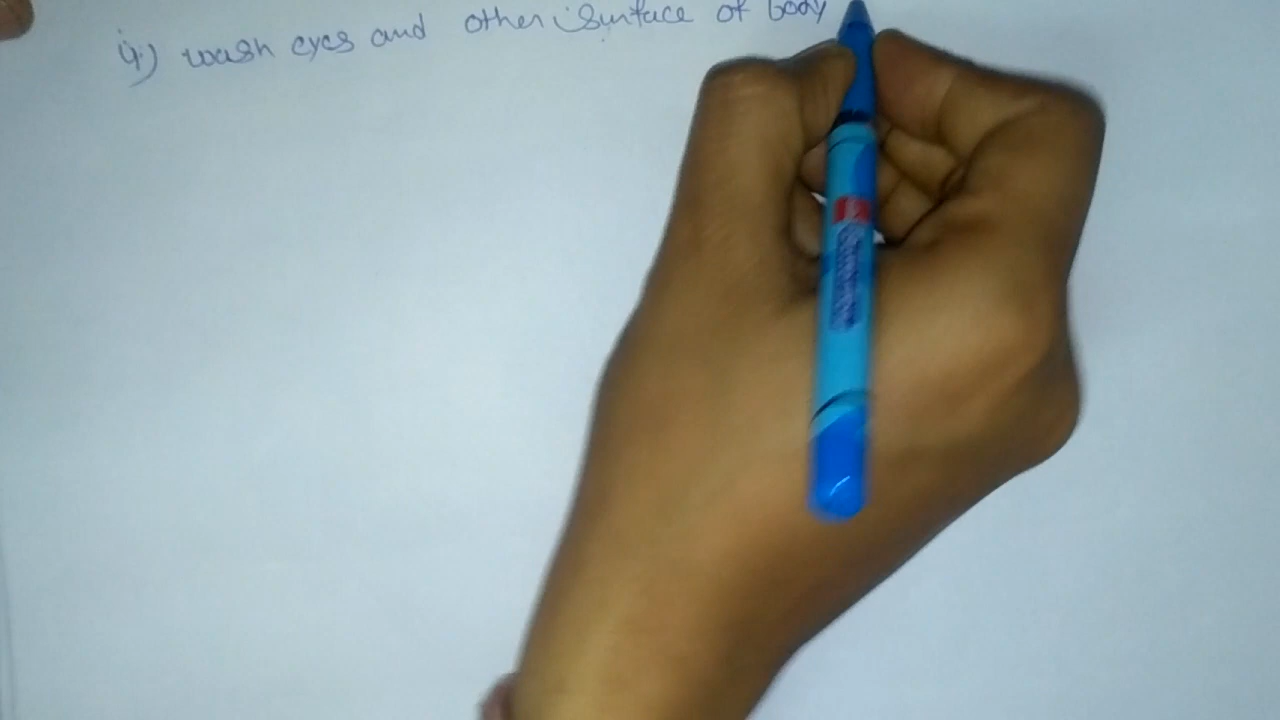 4.) wash eyes and other surface of body